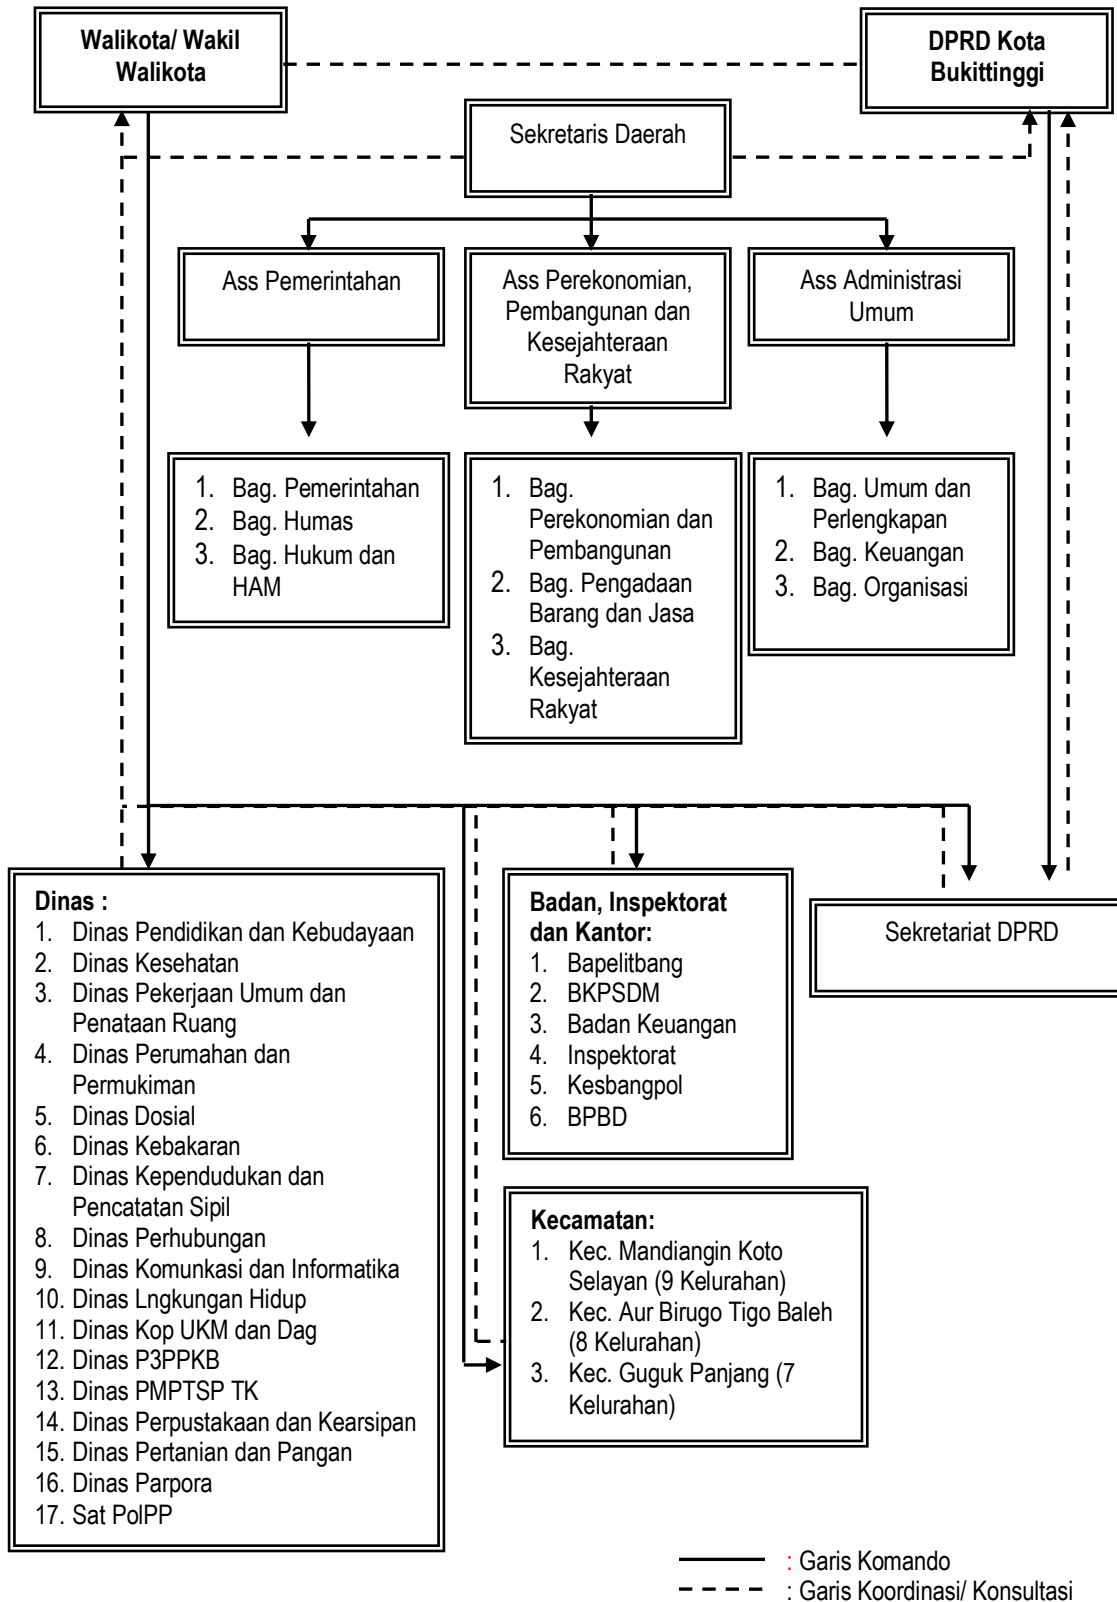 Walikota/ Wakil
Walikota
DPRD Kota
Bukittinggi
Sekretaris Daerah
Ass Pemerintahan
Ass Perekonomian,
Pembangunan dan
Kesejahteraan
Rakyat
Ass Administrasi
Umum
1. Bag. Pemerintahan
2. Bag. Humas
3. Bag. Hukum dan
HAM
1. Bag.
Perekonomian dan
Pembangunan
2. Bag. Pengadaan
Barang dan Jasa
3. Bag.
Kesejahteraan
Rakyat
1. Bag. Umum dan
Perlengkapan
2. Bag. Keuangan
3. Bag. Organisasi
Dinas :
1. Dinas Pendidikan dan Kebudayaan
2. Dinas Kesehatan
3. Dinas Pekerjaan Umum dan
Penataan Ruang
4. Dinas Perumahan dan
Permukiman
5. Dinas Dosial
6. Dinas Kebakaran
7. Dinas Kependudukan dan
Pencatatan Sipil
8. Dinas Perhubungan
9. Dinas Komunkasi dan Informatika
10. Dinas Lngkungan Hidup
11. Dinas Kop UKM dan Dag
12. Dinas P3PPKB
13. Dinas PMPTSP TK
14. Dinas Perpustakaan dan Kearsipan
15. Dinas Pertanian dan Pangan
16. Dinas Parpora
17. Sat PolPP
Badan, Inspektorat
dan Kantor:
1. Bapelitbang
2. BKPSDM
3. Badan Keuangan
4. Inspektorat
5. Kesbangpol
6. BPBD
Sekretariat DPRD
Kecamatan:
1. Kec. Mandiangin Koto
Selayan (9 Kelurahan)
2. Kec. Aur Birugo Tigo Baleh
(8 Kelurahan)
3. Kec. Guguk Panjang (7
Kelurahan)
: Garis Komando
: Garis Koordinasi/ Konsultasi